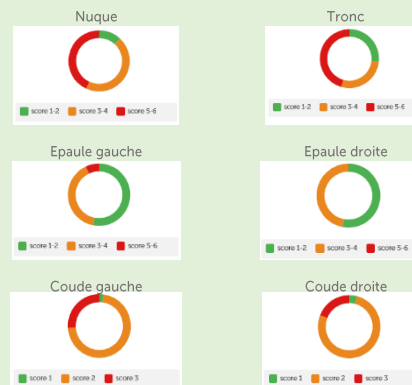 Nuque
score 1-2 score 3-4 score 5-6
Tronc
score 1-2 score 3-4 score 5-6
Epaule gauche
score 1-2 score 3-4 score 5-6
Epaule droite
score 1-2 score 3-4 score 5-6
Coude gauche
score 1 score 2 score 3
Coude droite
score 1 score 2 score 3